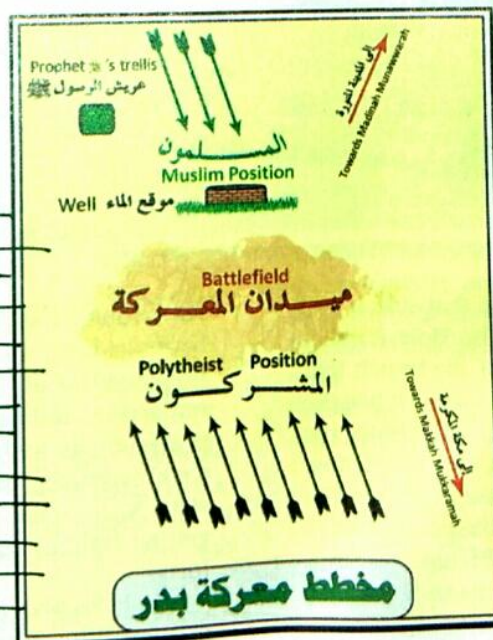 Prophet ﷺ's trellis
عريش الرسول ﷺ
إلى المدينة المنورة
Towards Madinah Munawwarah
المسلمون
Muslim Position
Well موقع الماء
Battlefield
ميدان المعركة
Polytheist Position
المشركون
إلى مكة المكرمة
Towards Makkah Mukkaramah
مخطط معركة بدر